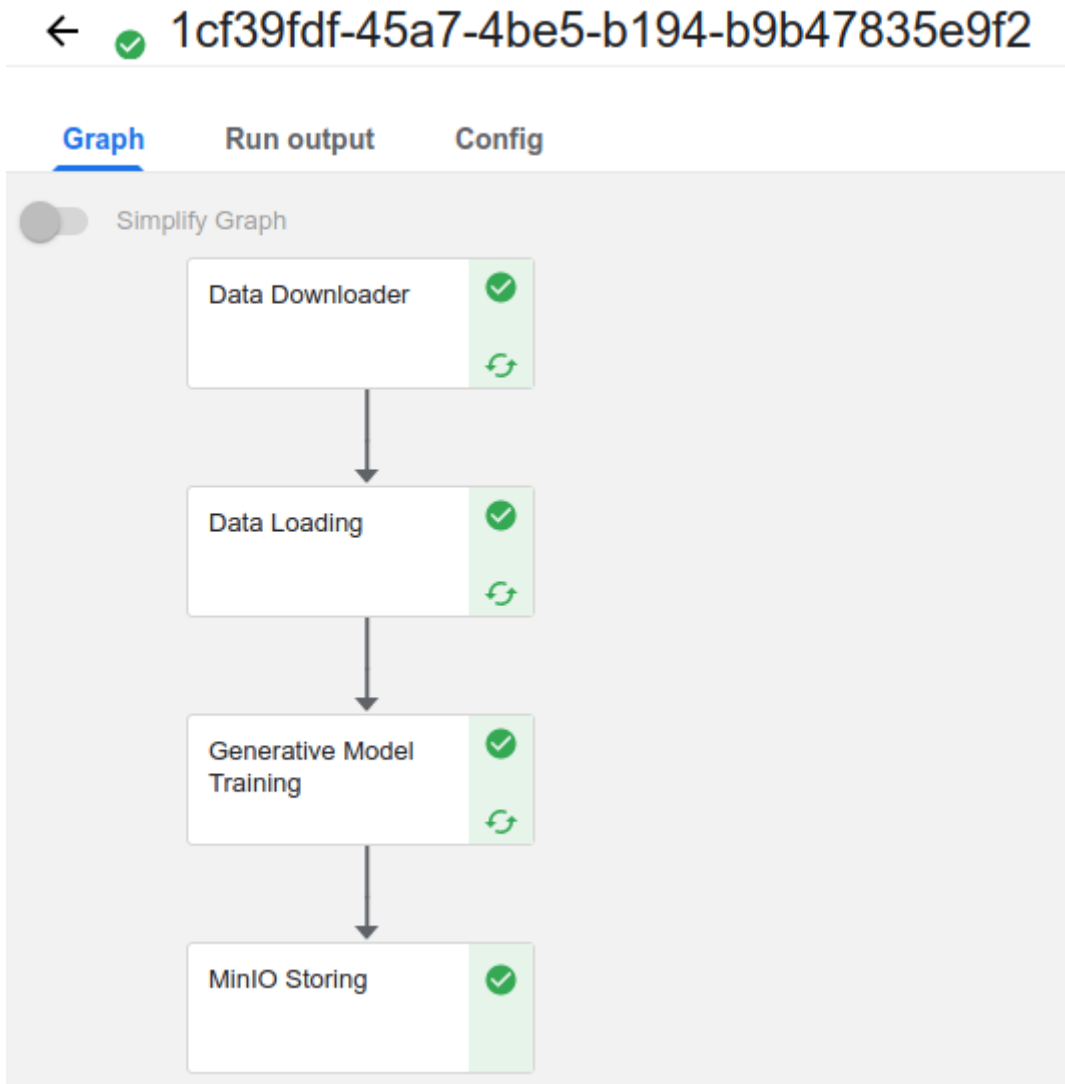 1cf39fdf-45a7-4be5-b194-b9b47835e9f2
Graph Run output Config
Simplify Graph
Data Downloader
Data Loading
Generative Model
Training
MinIO Storing